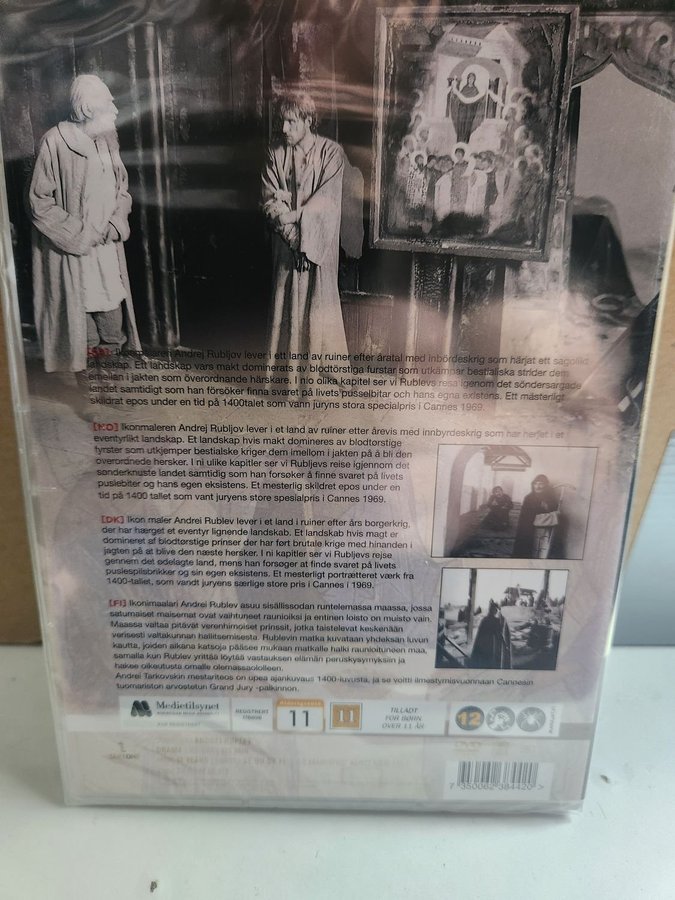 [SE] Ikonmålaren Andrej Rubljov lever i ett land av ruiner efter åratal med inbördeskrig som härjat ett sagolikt
landskap. Ett landskap vars makt dominerats av blodtörstiga furstar som utkämpar bestialiska strider dem
emellan i jakten som överordnande härskare. I nio olika kapitel ser vi Rublevs resa igenom det söndersargade
landet samtidigt som han försöker finna svaret på livets pusselbitar och hans egna existens. Ett mästerligt
skildrat epos under en tid på 1400talet som vann juryns stora specialpris i Cannes 1969.
[NO] Ikonmaleren Andrej Rubljov lever i et land av ruiner etter årevis med innbyrdeskrig som har herjet i et
eventyrlikt landskap. Et landskap hvis makt domineres av blodtørstige
fyrster som utkjemper bestialske kriger dem imellom i jakten på å bli den
overordnede hersker. I ni ulike kapitler ser vi Rubljevs reise igjennom det
sønderknuste landet samtidig som han forsøker å finne svaret på livets
puslebiter og hans egen eksistens. Et mesterlig skildret epos under en
tid på 1400 tallet som vant juryens store spesialpris i Cannes 1969.
[DK] Ikon maler Andrei Rublev lever i et land i ruiner efter års borgerkrig,
der har hærget et eventyr lignende landskab. Et landskab hvis magt er
domineret af blodtørstige prinser der har ført brutale krige med hinanden i
jagten på at blive den næste hersker. I ni kapitler ser vi Rubljevs rejse
gennem det ødelagte land, mens han forsøger at finde svaret på livets
puslespilsbrikker og sin egen eksistens. Et mesterligt portrætteret værk fra
1400-tallet, som vandt juryens særlige store pris i Cannes i 1969.
[FI] Ikonimaalari Andrei Rublev asuu sisällissodan runtelemassa maassa, jossa
satumaiset maisemat ovat vaihtuneet raunioiksi ja entinen loisto on muisto vain.
Maassa valtaa pitävät verenhimoiset prinssit, jotka taistelevat keskenään
verisesti valtakunnan hallitsemisesta. Rublevin matka kuvataan yhdeksän luvun
kautta, joiden aikana katsoja pääsee mukaan matkalle halki raunioituneen maa,
samalla kun Rublev yrittää löytää vastauksen elämän peruskysymyksiin ja
hakee oikautusta omalle olemassaololleen.
Andrei Tarkovskin mestariteos on upea ajankuvaus 1400-luvusta, ja se voitti ilmestymisvuonnaan Cannesin
tuomariston arvostetun Grand Jury -palkinnon.
Medietilsynet
REGISTRERT
Aldersgrense
11
11
TILLADT
FOR BØRN
OVER 11 ÅR
12
7 350062 384420 >